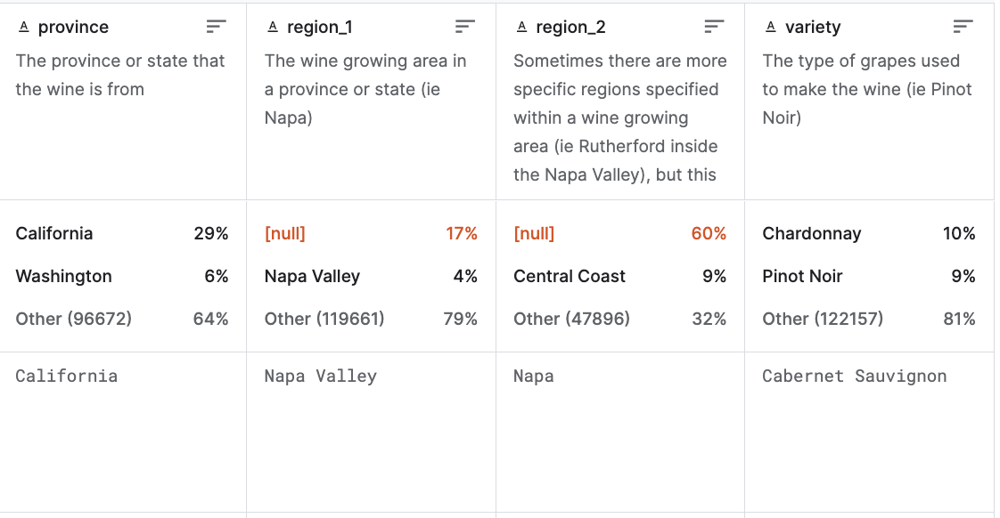 A province
The province or state that
the wine is from
A region_1
The wine growing area in
a province or state (ie
Napa)
A region_2
Sometimes there are more
specific regions specified
within a wine growing
area (ie Rutherford inside
the Napa Valley), but this
A variety
The type of grapes used
to make the wine (ie Pinot
Noir)
California 29%
Washington 6%
Other (96672) 64%
[null] 17%
Napa Valley 4%
Other (119661) 79%
[null] 60%
Central Coast 9%
Other (47896) 32%
Chardonnay 10%
Pinot Noir 9%
Other (122157) 81%
California
Napa Valley
Napa
Cabernet Sauvignon